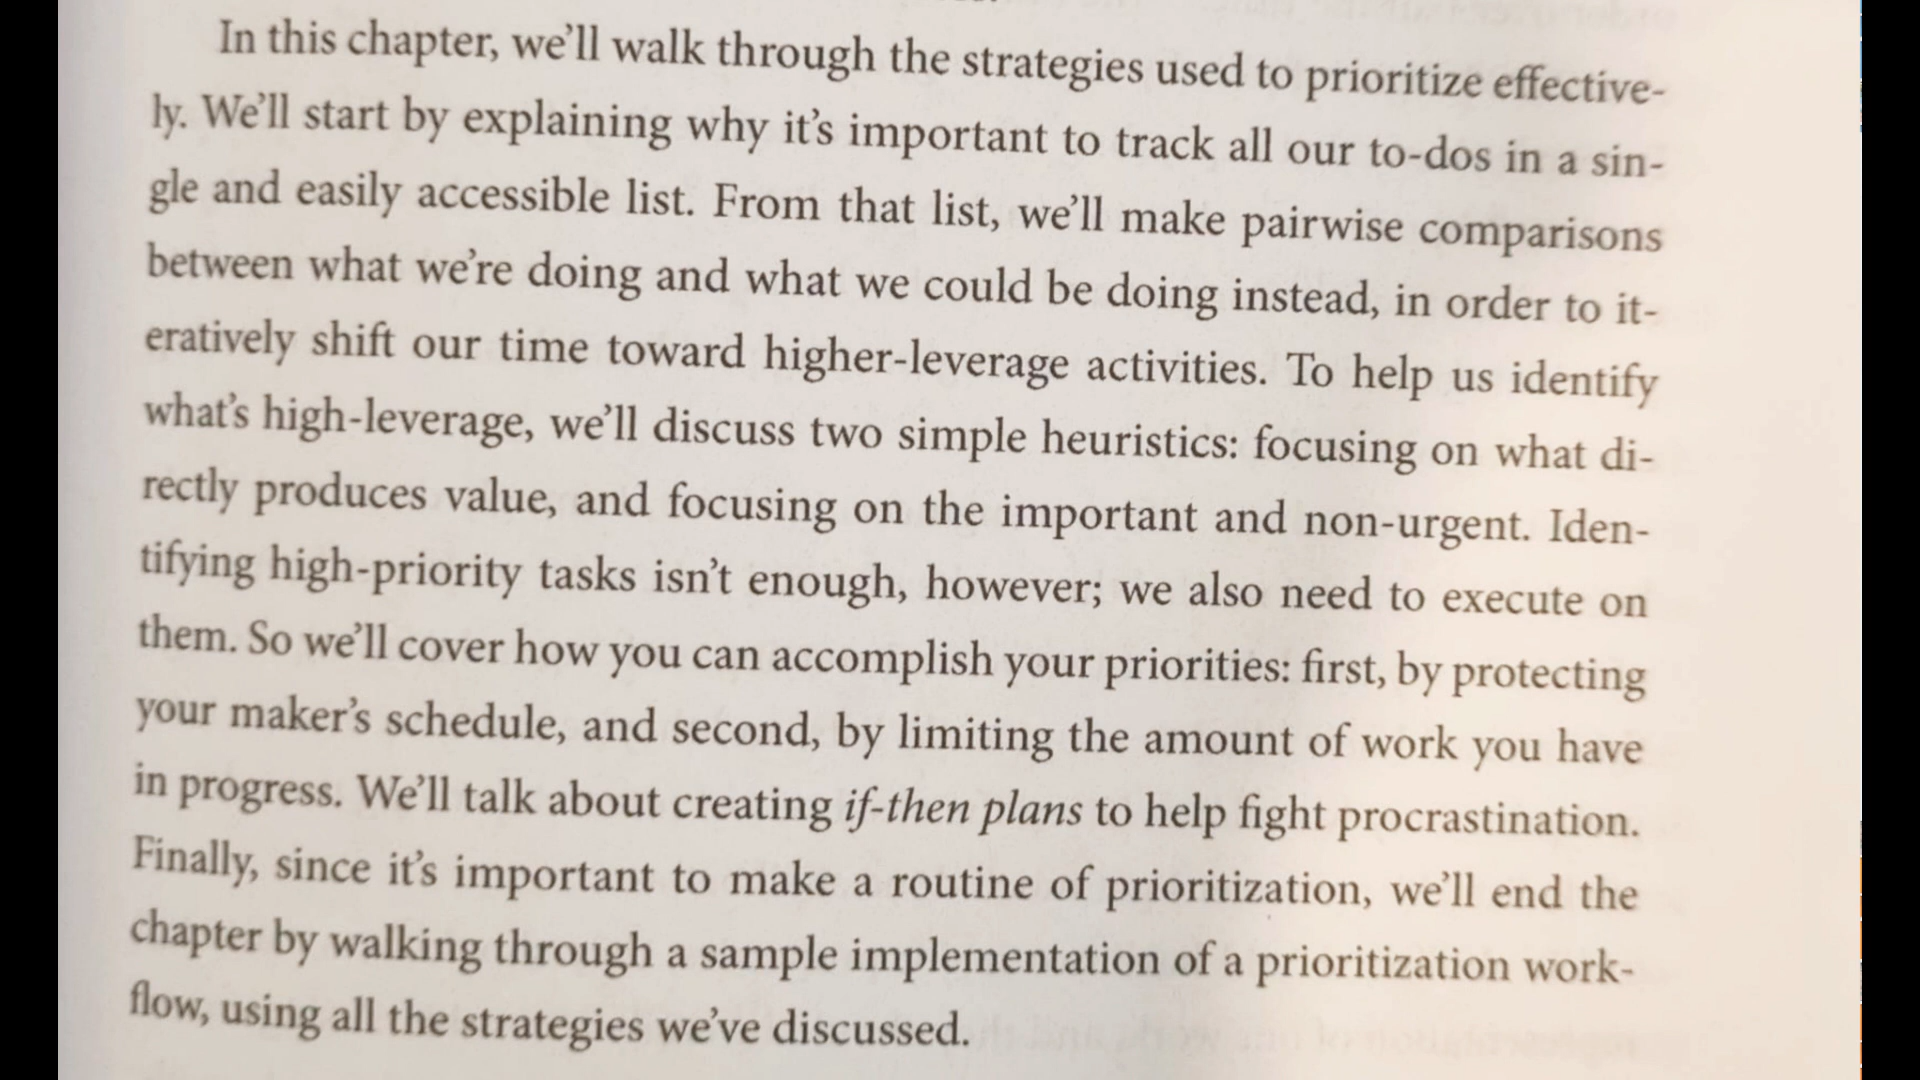 In this chapter, we'll walk through the strategies used to prioritize effective-
ly. We'll start by explaining why it's important to track all our to-dos in a sin-
gle and easily accessible list. From that list, we'll make pairwise comparisons
between what we're doing and what we could be doing instead, in order to it-
eratively shift our time toward higher-leverage activities. To help us identify
what's high-leverage, we'll discuss two simple heuristics: focusing on what di-
rectly produces value, and focusing on the important and non-urgent. Iden-
tifying high-priority tasks isn't enough, however; we also need to execute on
them. So we'll cover how you can accomplish your priorities: first, by protecting
your maker's schedule, and second, by limiting the amount of work you have
in progress. We'll talk about creating if-then plans to help fight procrastination.
Finally, since it's important to make a routine of prioritization, we'll end the
chapter by walking through a sample implementation of a prioritization work-
flow, using all the strategies we've discussed.